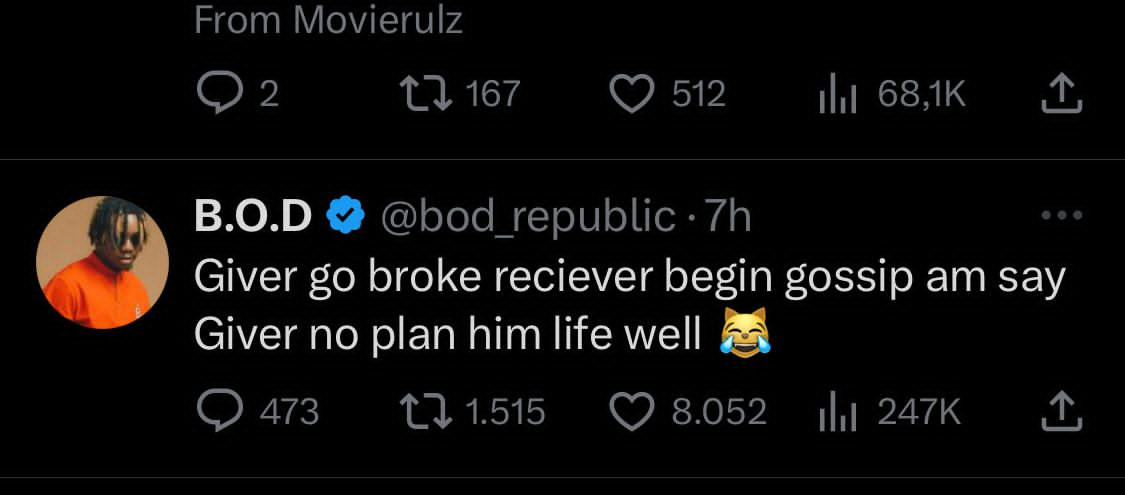 From Movierulz
2 167 512 68,1K
B.O.D @bod_republic · 7h
Giver go broke reciever begin gossip am say
Giver no plan him life well 😹
473 1.515 8.052 247K